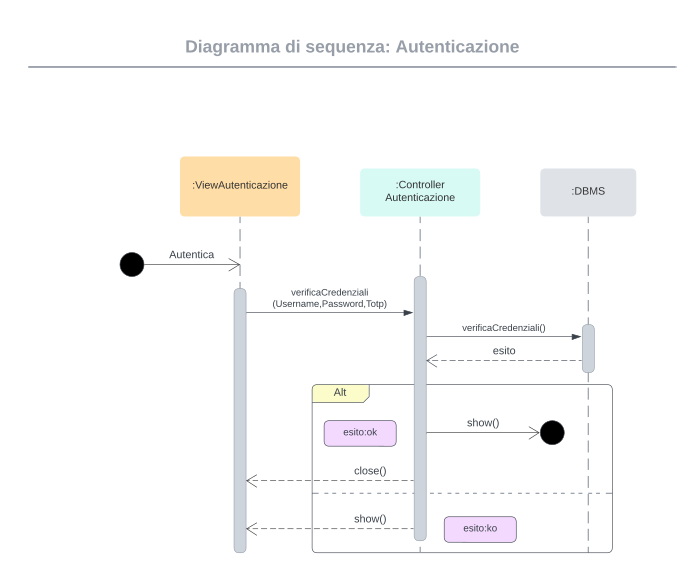 Diagramma di sequenza: Autenticazione
:ViewAutenticazione
:Controller
Autenticazione
:DBMS
Autentica
verificaCredenziali
(Username,Password,Totp)
verificaCredenziali()
esito
Alt
esito:ok
show()
close()
show()
esito:ko